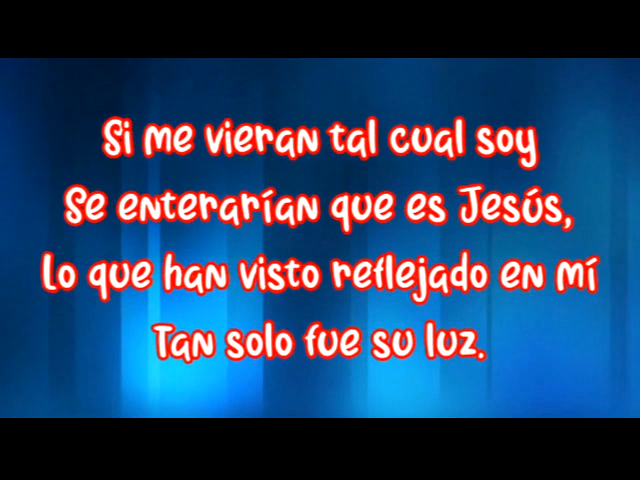 Si me vieran tal cual soy
Se enterarían que es Jesús,
Lo que han visto reflejado en mí
Tan solo fue su luz.